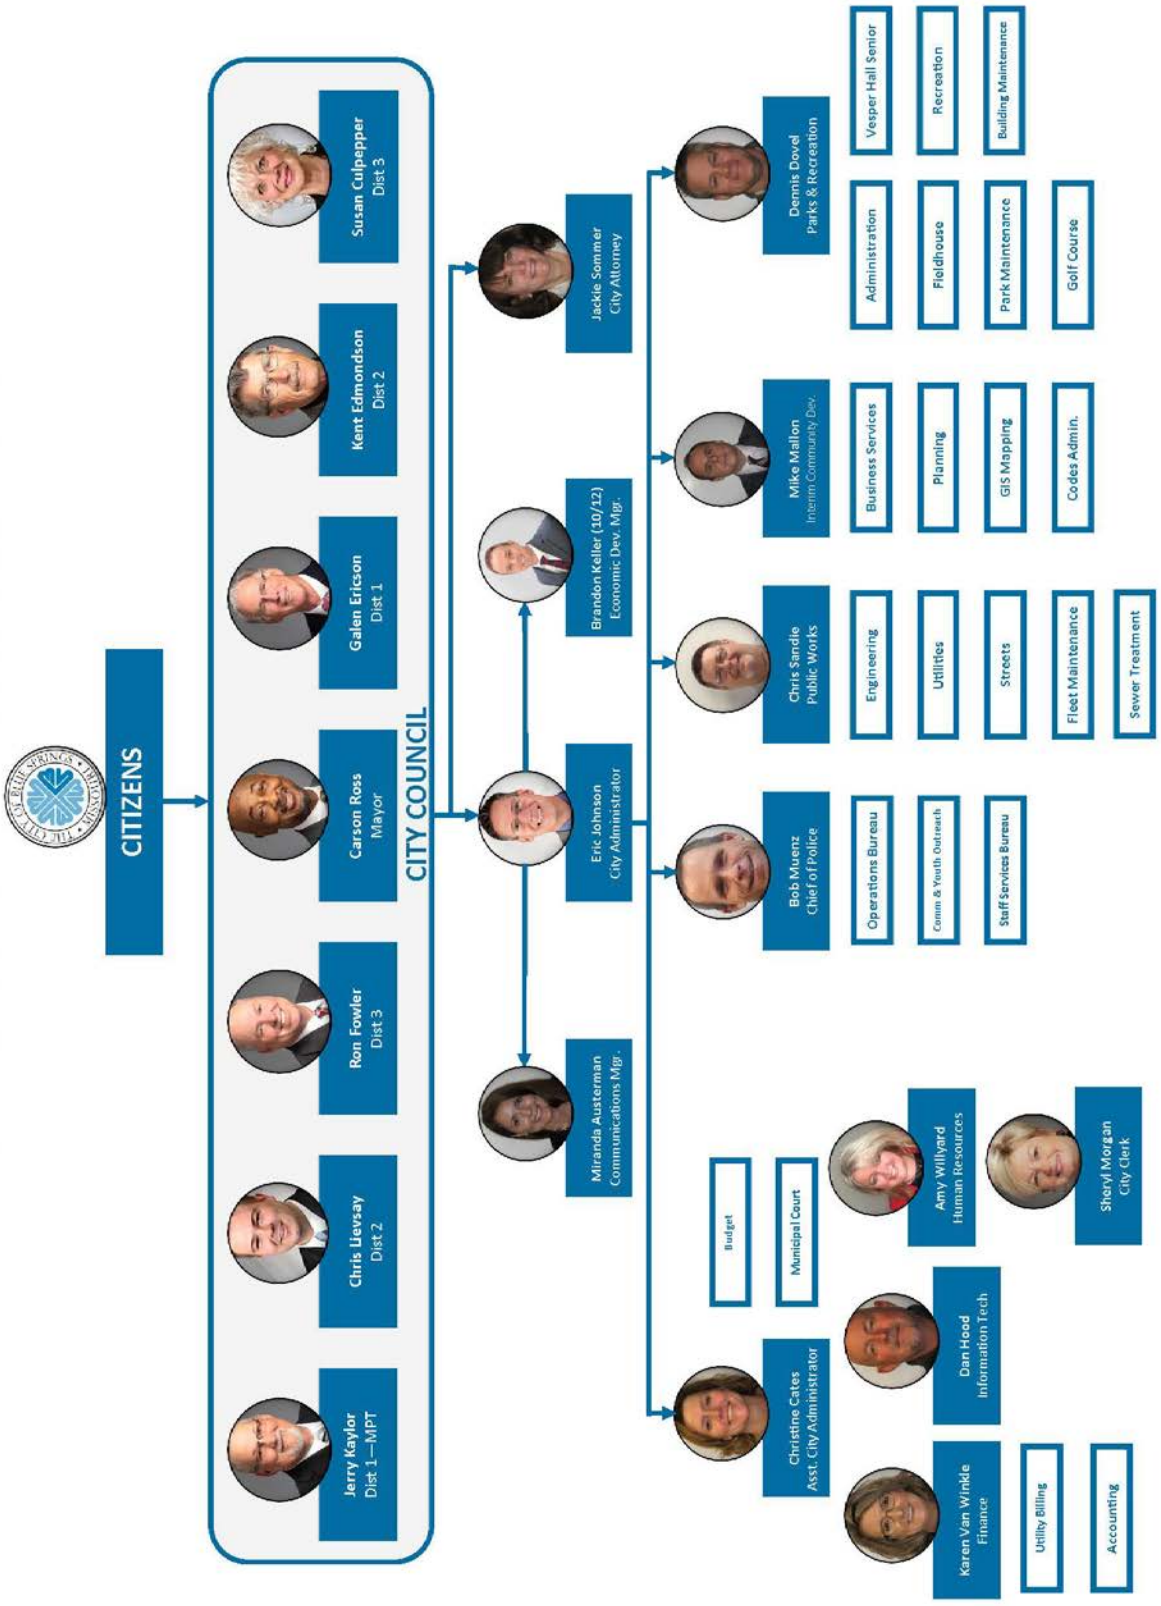 THE CITY OF BLUE SPRINGS • MISSOURI •
CITIZENS
Jerry Kaylor
Dist 1—MPT
Chris Lievsay
Dist 2
Ron Fowler
Dist 3
Carson Ross
Mayor
Galen Ericson
Dist 1
Kent Edmondson
Dist 2
Susan Culpepper
Dist 3
CITY COUNCIL
Miranda Austerman
Communications Mgr.
Eric Johnson
City Administrator
Brandon Keller (10/12)
Economic Dev. Mgr.
Jackie Sommer
City Attorney
Christine Cates
Asst. City Administrator
Budget
Municipal Court
Karen Van Winkle
Finance
Utility Billing
Accounting
Dan Hood
Information Tech
Amy Willyard
Human Resources
Sheryl Morgan
City Clerk
Bob Muenz
Chief of Police
Operations Bureau
Comm & Youth Outreach
Staff Services Bureau
Chris Sandie
Public Works
Engineering
Utilities
Streets
Fleet Maintenance
Sewer Treatment
Mike Mallon
Interim Community Dev.
Business Services
Planning
GIS Mapping
Codes Admin.
Dennis Dovel
Parks & Recreation
Administration
Fieldhouse
Park Maintenance
Golf Course
Vesper Hall Senior
Recreation
Building Maintenance